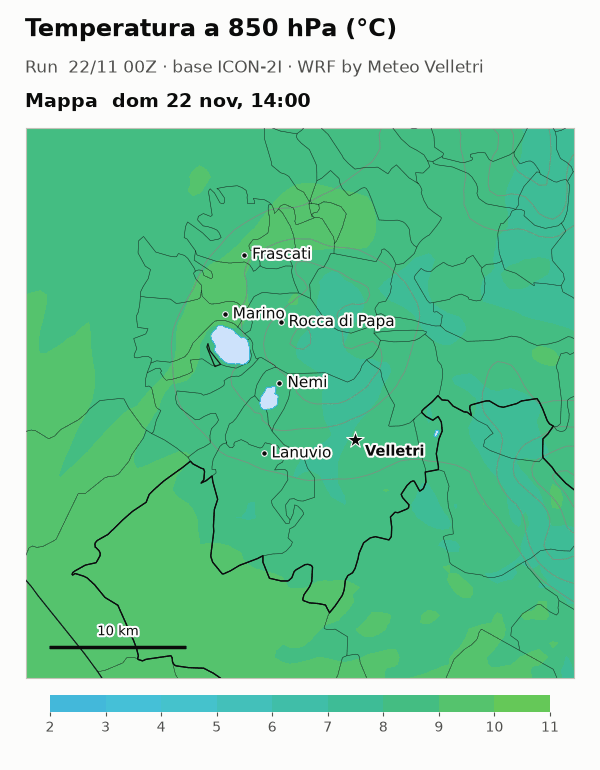 Temperatura a 850 hPa (°C)
Run  22/11 00Z · base ICON-2I · WRF by Meteo Velletri
Mappa  dom 22 nov, 14:00
Frascati
Marino
Rocca di Papa
Nemi
Velletri
Lanuvio
10 km
2 3 4 5 6 7 8 9 10 11